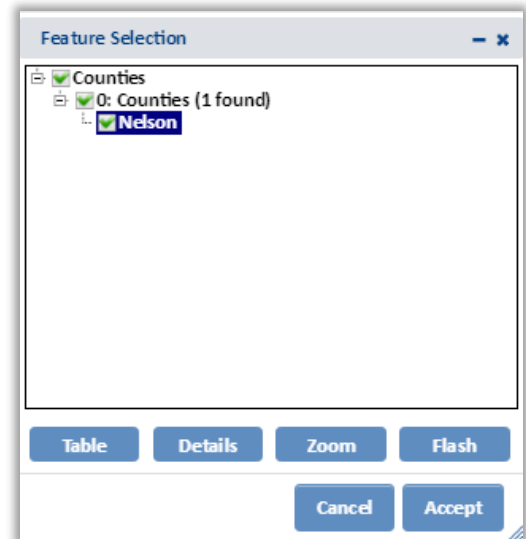 Feature Selection
Counties
0: Counties (1 found)
Nelson
Table Details Zoom Flash
Cancel Accept